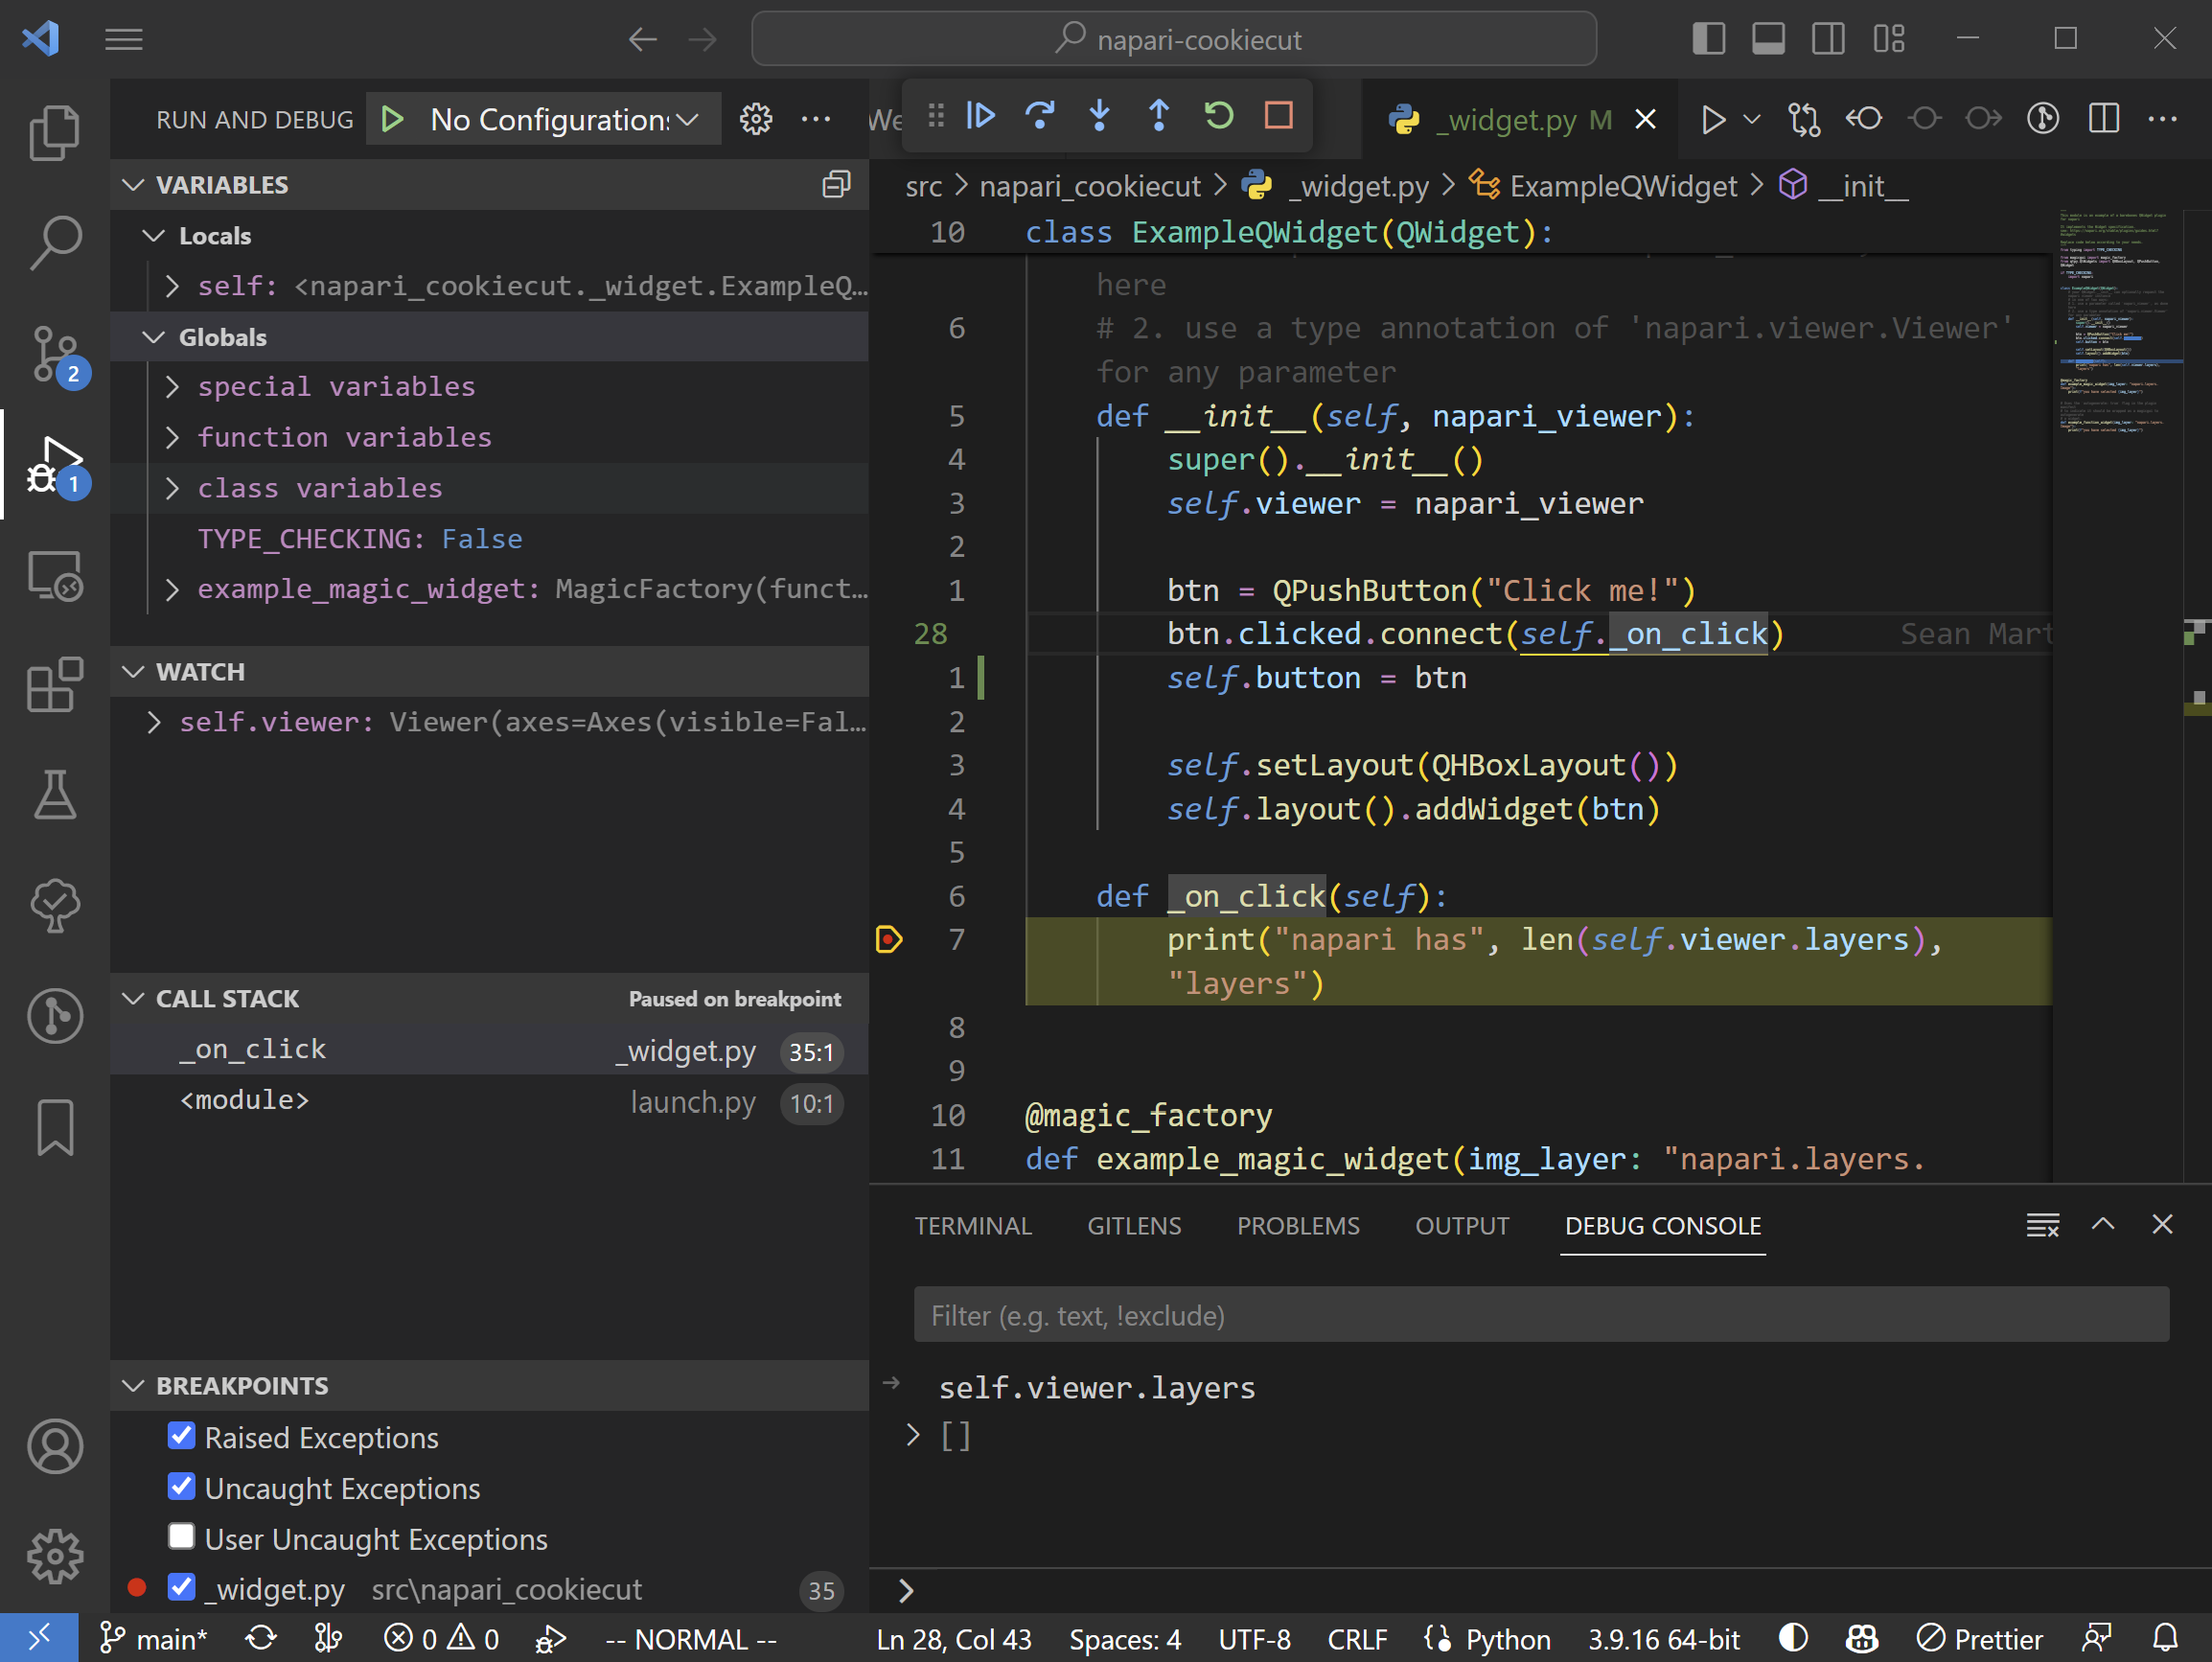 napari-cookiecut
RUN AND DEBUG
No Configuration
We
_widget.py M
VARIABLES
Locals
self: <napari_cookiecut._widget.ExampleQ...
Globals
special variables
function variables
class variables
TYPE_CHECKING: False
example_magic_widget: MagicFactory(funct...
WATCH
self.viewer: Viewer(axes=Axes(visible=Fal...
CALL STACK
Paused on breakpoint
_on_click
_widget.py
35:1
<module>
launch.py
10:1
BREAKPOINTS
Raised Exceptions
Uncaught Exceptions
User Uncaught Exceptions
_widget.py src\napari_cookiecut
35
2
1
src > napari_cookiecut > _widget.py > ExampleQWidget > __init__
10 class ExampleQWidget(QWidget):
here
6 # 2. use a type annotation of 'napari.viewer.Viewer'
for any parameter
5 def __init__(self, napari_viewer):
4 super().__init__()
3 self.viewer = napari_viewer
2
1 btn = QPushButton("Click me!")
28 btn.clicked.connect(self._on_click) Sean Mart
1 self.button = btn
2
3 self.setLayout(QHBoxLayout())
4 self.layout().addWidget(btn)
5
6 def _on_click(self):
7 print("napari has", len(self.viewer.layers),
"layers")
8
9
10 @magic_factory
11 def example_magic_widget(img_layer: "napari.layers.
TERMINAL
GITLENS
PROBLEMS
OUTPUT
DEBUG CONSOLE
Filter (e.g. text, !exclude)
self.viewer.layers
[]
main*
0
0
-- NORMAL --
Ln 28, Col 43
Spaces: 4
UTF-8
CRLF
Python
3.9.16 64-bit
Prettier